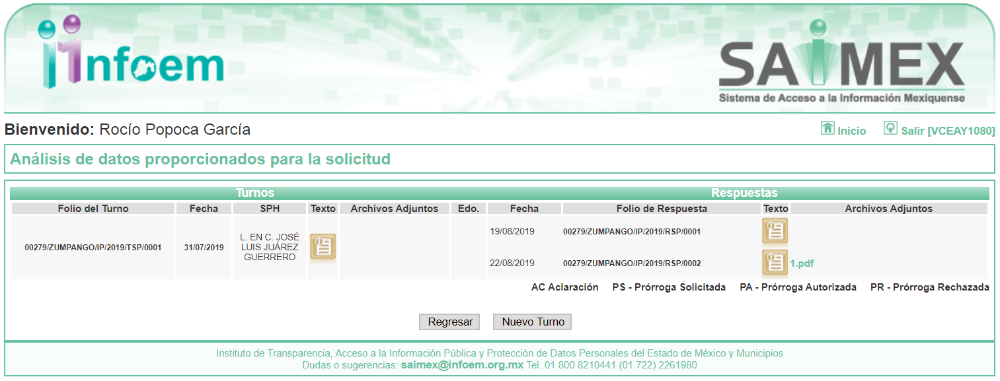 infoem
SAIMEX
Sistema de Acceso a la Información Mexiquense
Bienvenido: Rocío Popoca García
Inicio Salir [VCEAY1080]
Análisis de datos proporcionados para la solicitud
Turnos Respuestas
Folio del Turno Fecha SPH Texto Archivos Adjuntos Edo. Fecha Folio de Respuesta Texto Archivos Adjuntos
00279/ZUMPANGO/IP/2019/TSP/0001 31/07/2019
L. EN C. JOSÉ
LUIS JUÁREZ
GUERRERO
19/08/2019 00279/ZUMPANGO/IP/2019/RSP/0001
22/08/2019 00279/ZUMPANGO/IP/2019/RSP/0002 1.pdf
AC Aclaración PS - Prórroga Solicitada PA - Prórroga Autorizada PR - Prórroga Rechazada
Regresar Nuevo Turno
Instituto de Transparencia, Acceso a la Información Pública y Protección de Datos Personales del Estado de México y Municipios
Dudas o sugerencias: saimex@infoem.org.mx Tel. 01 800 8210441 (01 722) 2261980